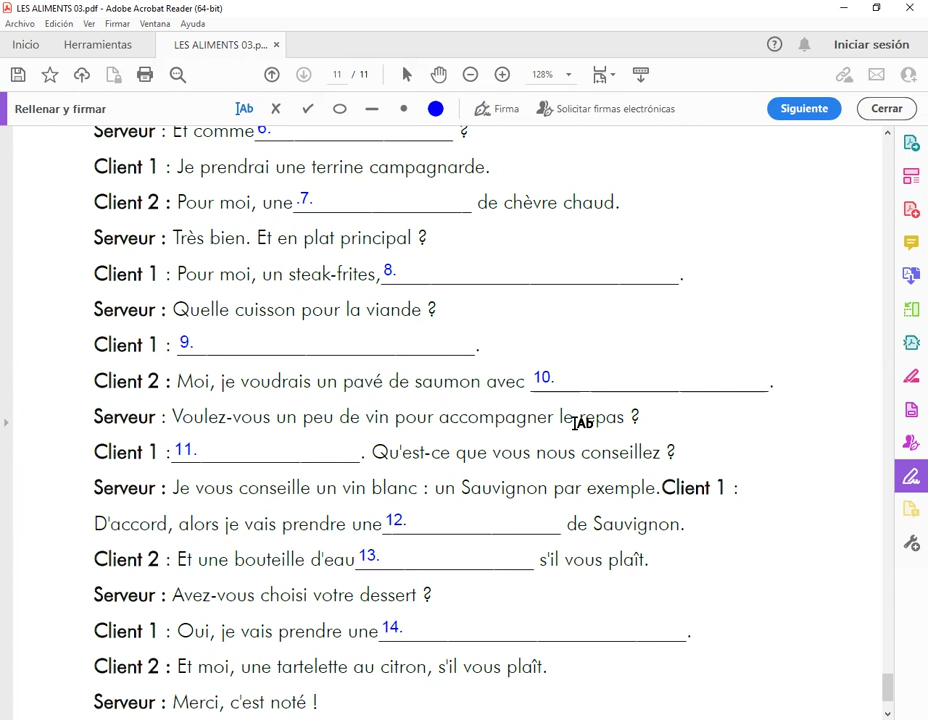 LES ALIMENTS 03.pdf - Adobe Acrobat Reader (64-bit)
Archivo Edición Ver Firmar Ventana Ayuda
Inicio Herramientas LES ALIMENTS 03.p... × Iniciar sesión
11 / 11 128%
Rellenar y firmar Ab Firma Solicitar firmas electrónicas Siguiente Cerrar
Serveur : Et comme 6. ?
Client 1 : Je prendrai une terrine campagnarde.
Client 2 : Pour moi, une .7. de chèvre chaud.
Serveur : Très bien. Et en plat principal ?
Client 1 : Pour moi, un steak-frites, 8. .
Serveur : Quelle cuisson pour la viande ?
Client 1 : 9. .
Client 2 : Moi, je voudrais un pavé de saumon avec 10. .
Serveur : Voulez-vous un peu de vin pour accompagner le repas ?
Client 1 : 11. . Qu'est-ce que vous nous conseillez ?
Serveur : Je vous conseille un vin blanc : un Sauvignon par exemple.Client 1 :
D'accord, alors je vais prendre une 12. de Sauvignon.
Client 2 : Et une bouteille d'eau 13. s'il vous plaît.
Serveur : Avez-vous choisi votre dessert ?
Client 1 : Oui, je vais prendre une 14. .
Client 2 : Et moi, une tartelette au citron, s'il vous plaît.
Serveur : Merci, c'est noté !